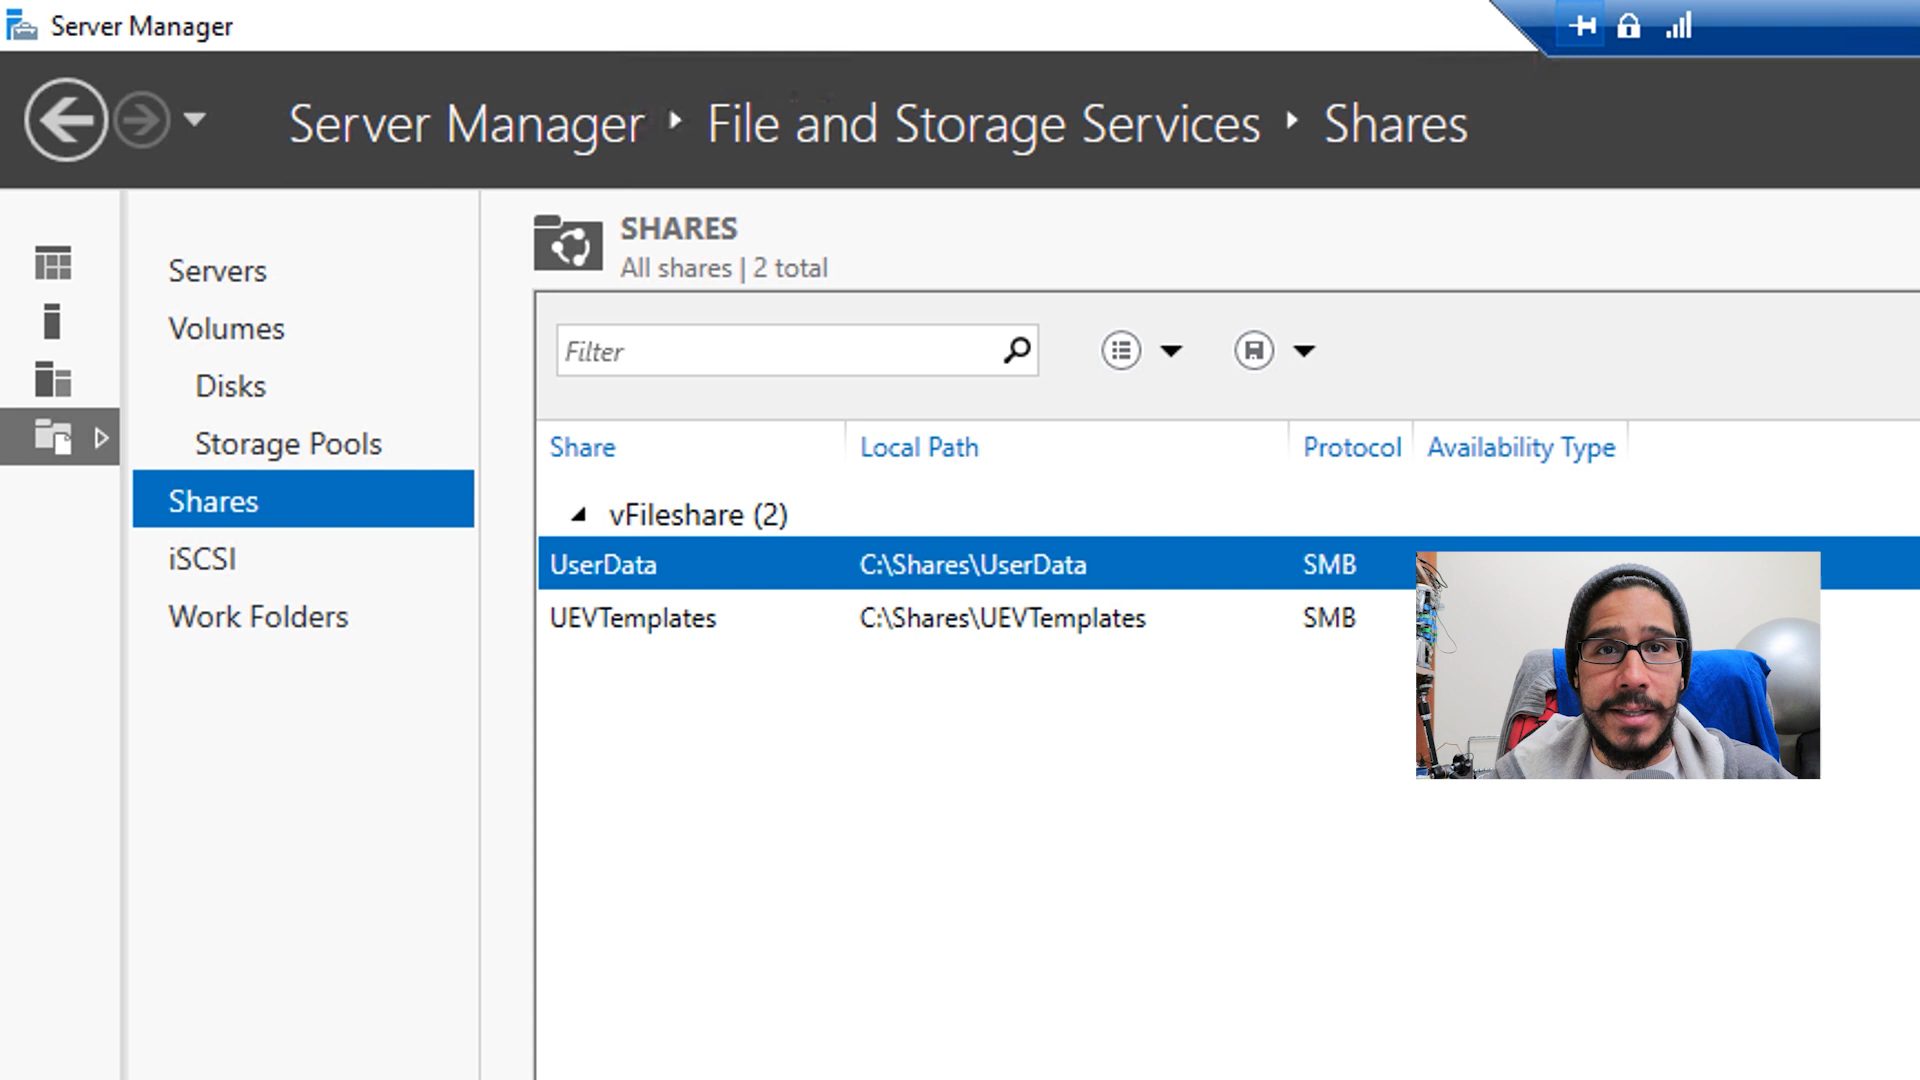 Server Manager
Server Manager File and Storage Services Shares
Servers
Volumes
Disks
Storage Pools
Shares
iSCSI
Work Folders
SHARES
All shares | 2 total
Filter
Share Local Path Protocol Availability Type
vFileshare (2)
UserData C:\Shares\UserData SMB
UEVTemplates C:\Shares\UEVTemplates SMB